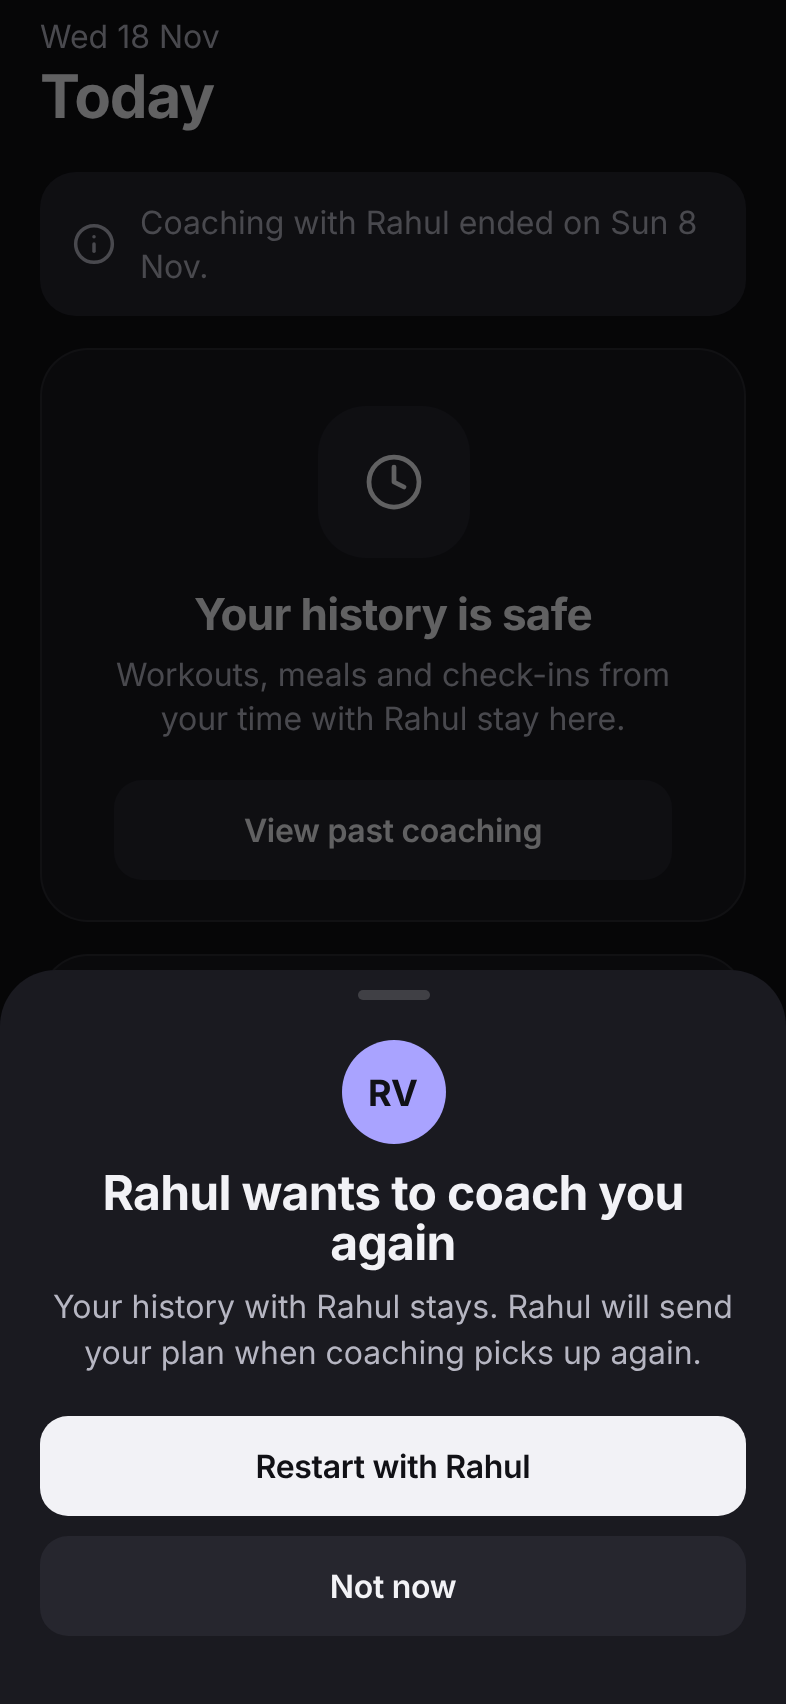 Wed 18 Nov
Today
Coaching with Rahul ended on Sun 8
Nov.
Your history is safe
Workouts, meals and check-ins from
your time with Rahul stay here.
View past coaching
RV
Rahul wants to coach you
again
Your history with Rahul stays. Rahul will send
your plan when coaching picks up again.
Restart with Rahul
Not now